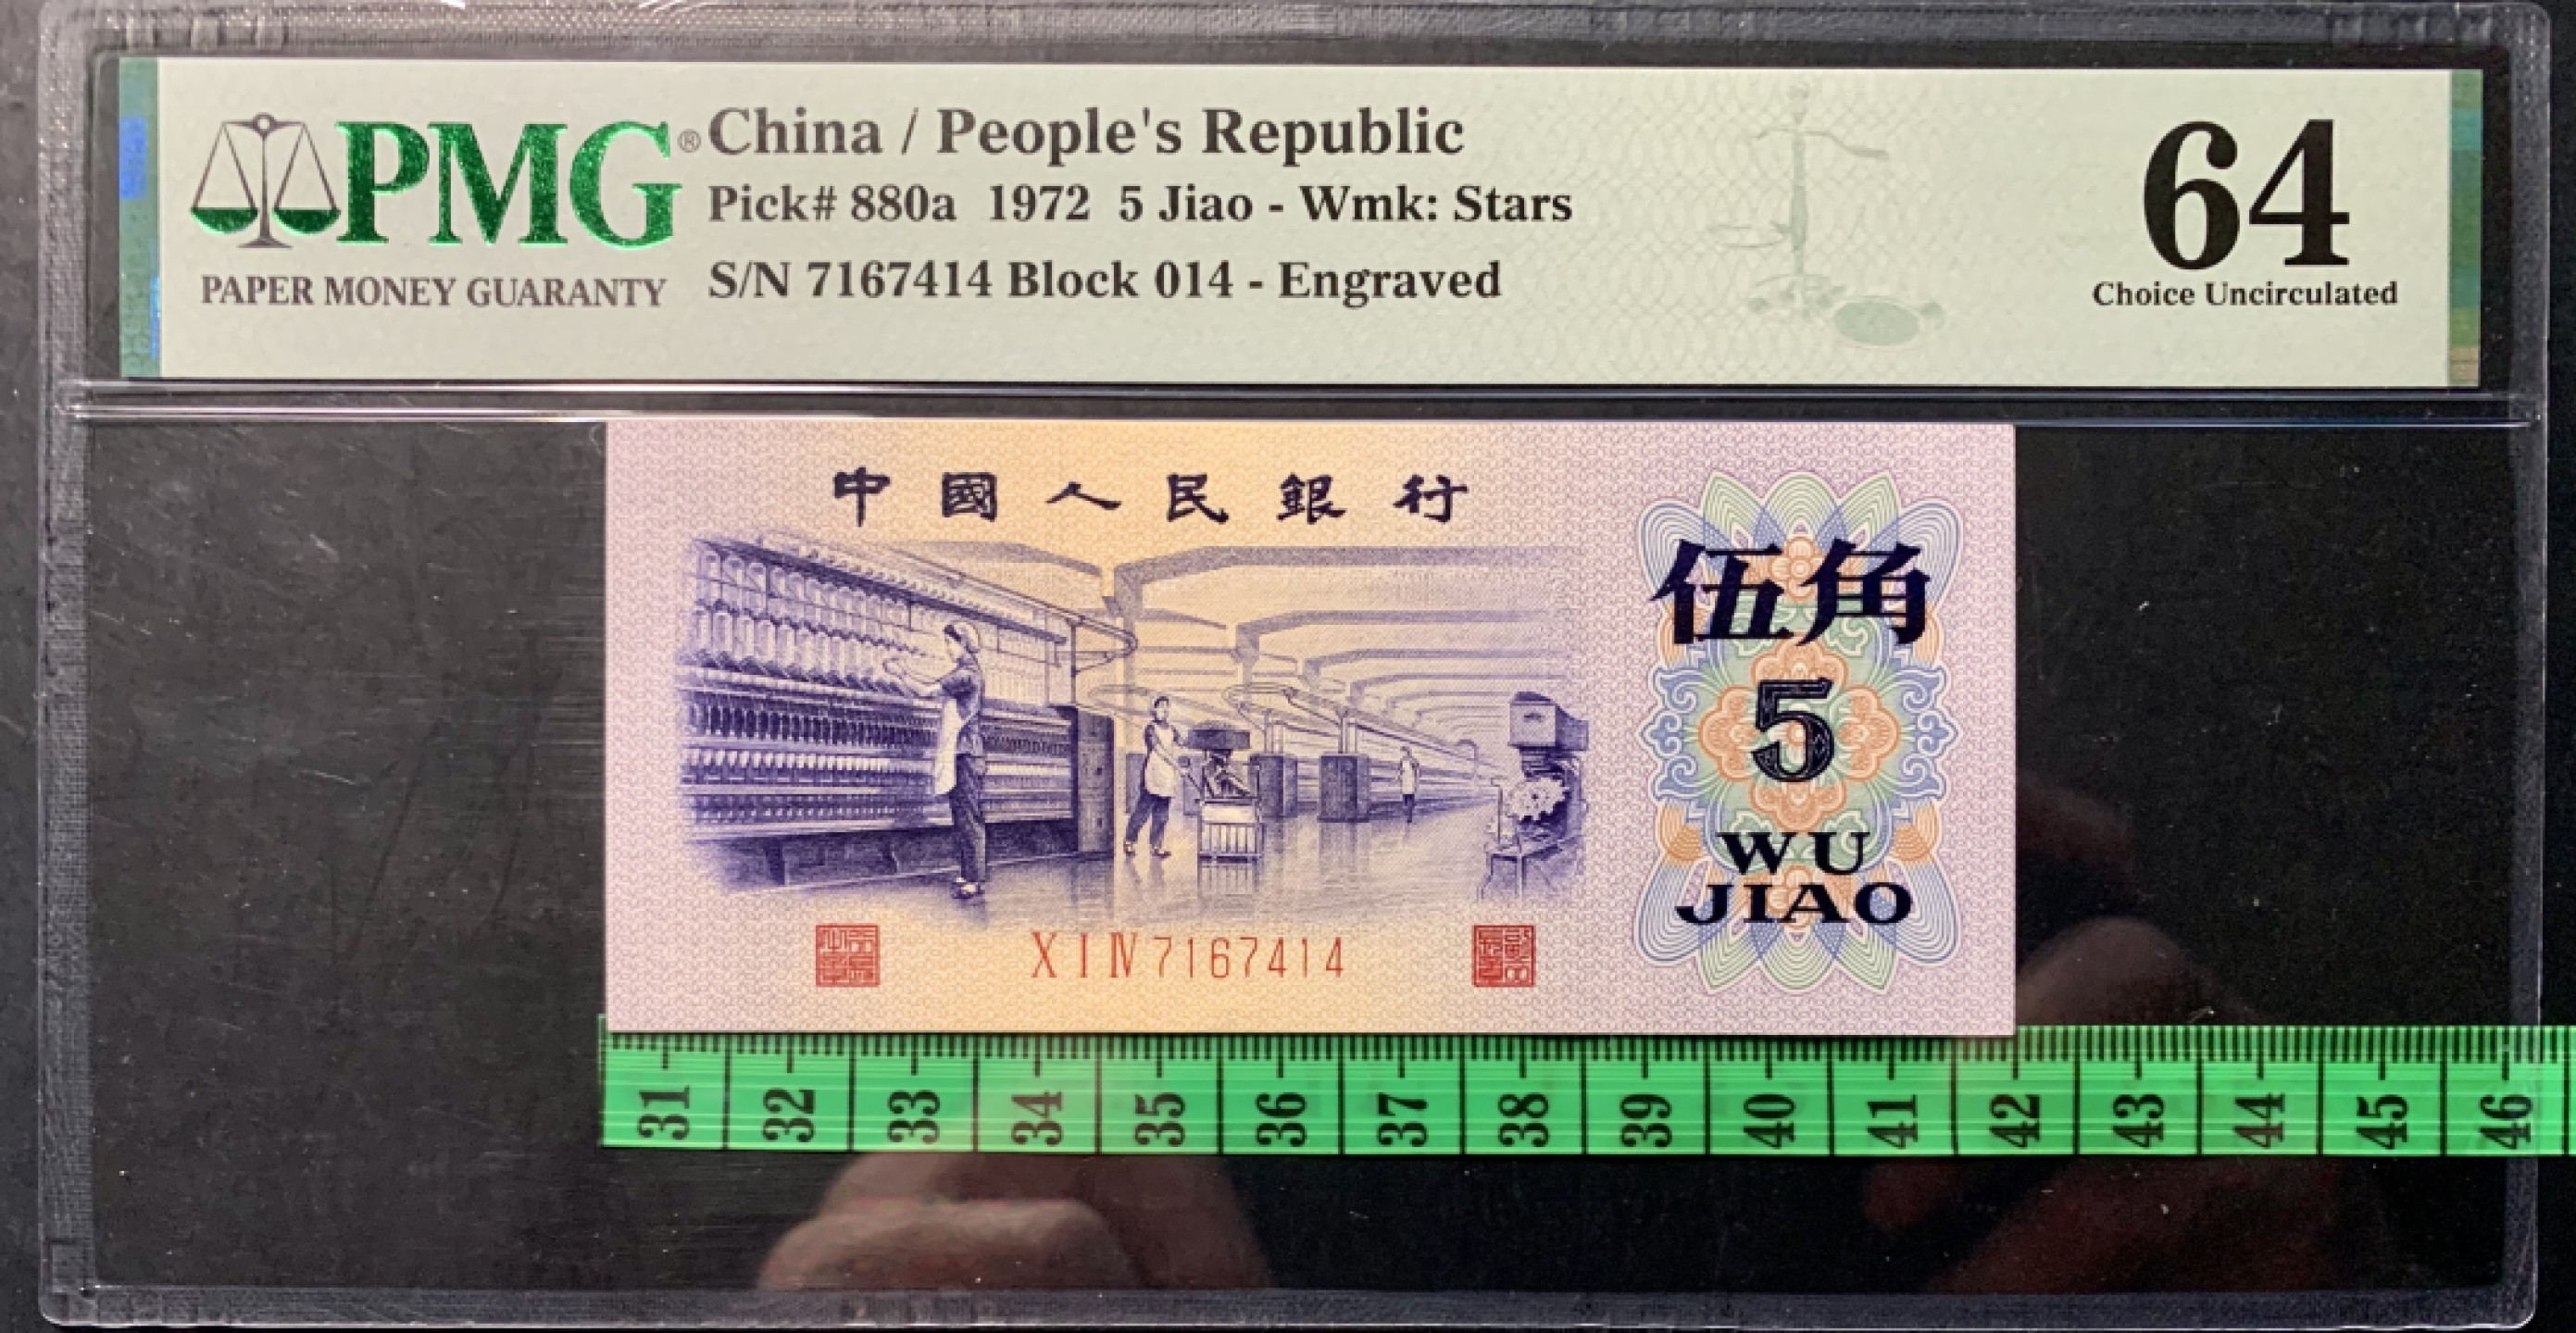 PMG®
PAPER MONEY GUARANTY
China / People's Republic
Pick# 880a 1972 5 Jiao - Wmk: Stars
S/N 7167414 Block 014 - Engraved
64
Choice Uncirculated
中國人民銀行
伍角
5
WU
JIAO
X I IV 7167414
31 32 33 34 35 36 37 38 39 40 41 42 43 44 45 46